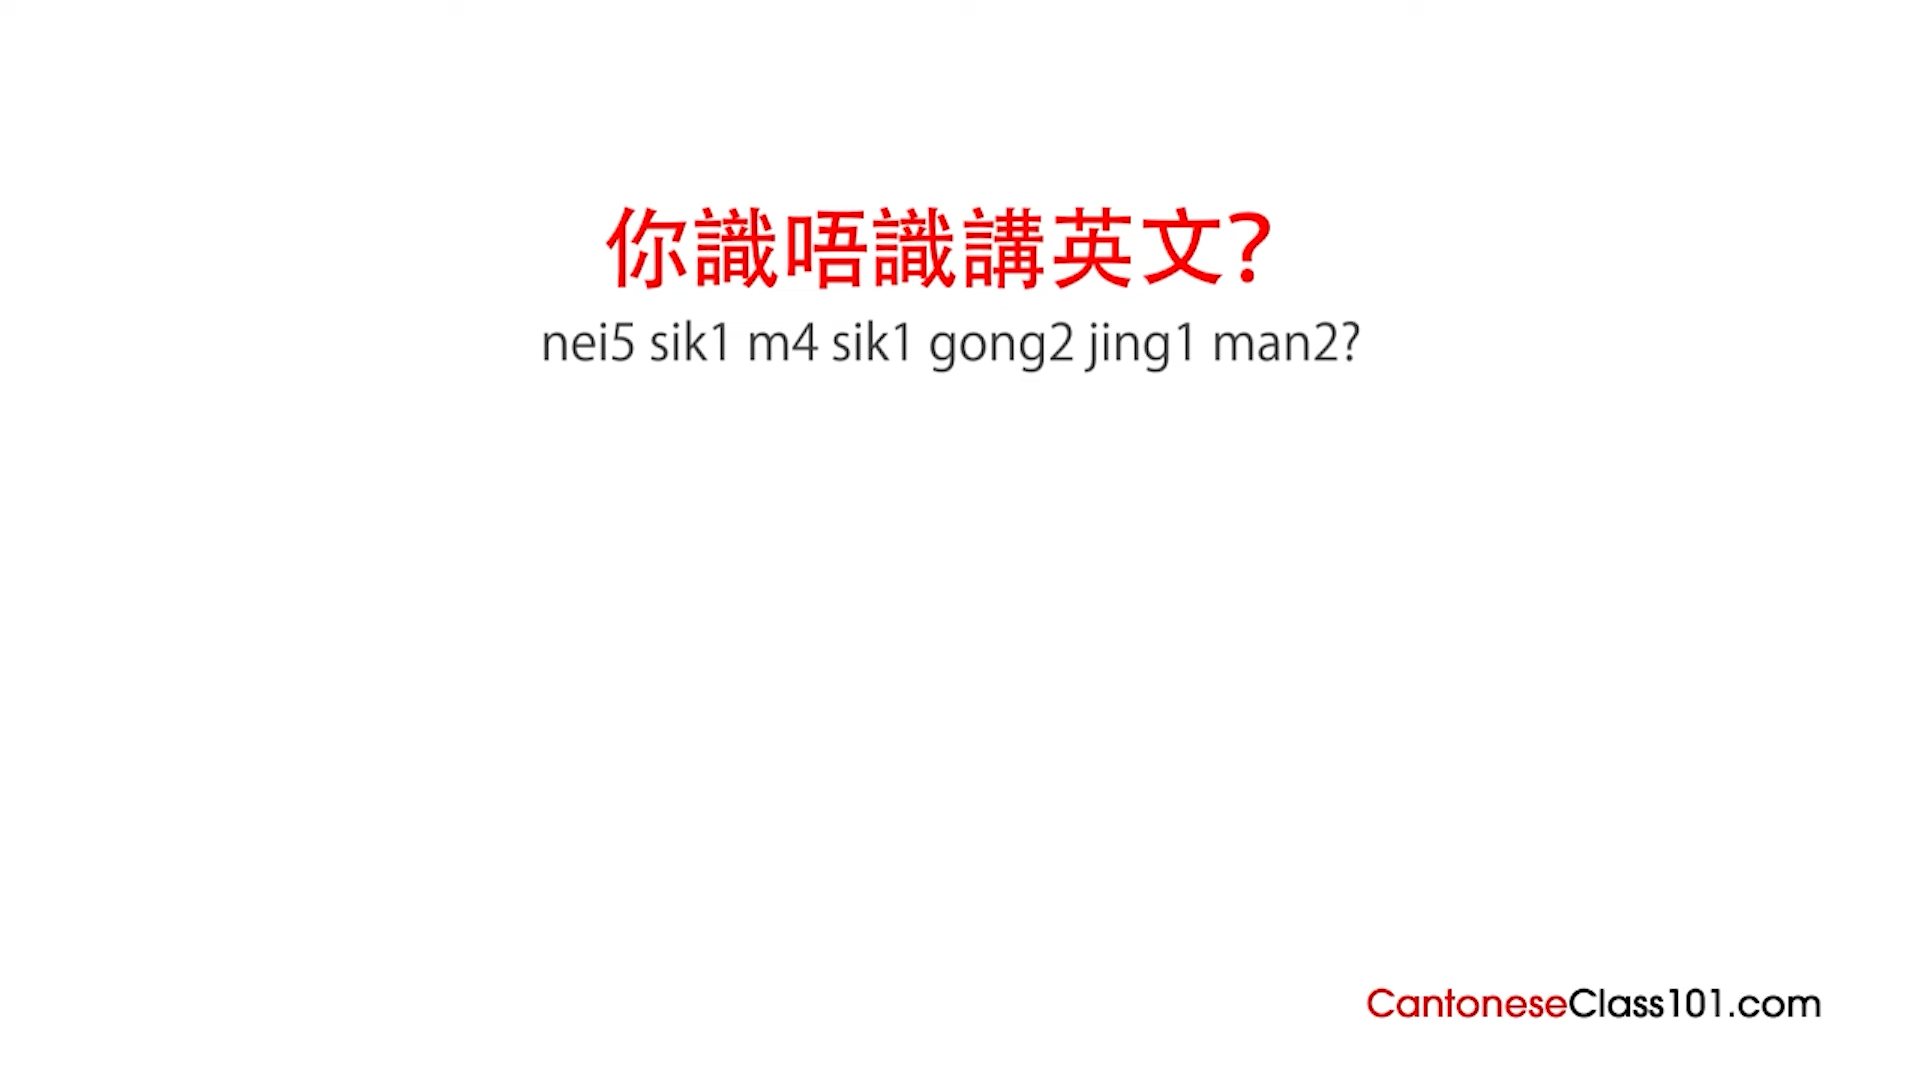 你識唔識講英文?
nei5 sik1 m4 sik1 gong2 jing1 man2?
CantoneseClass101.com